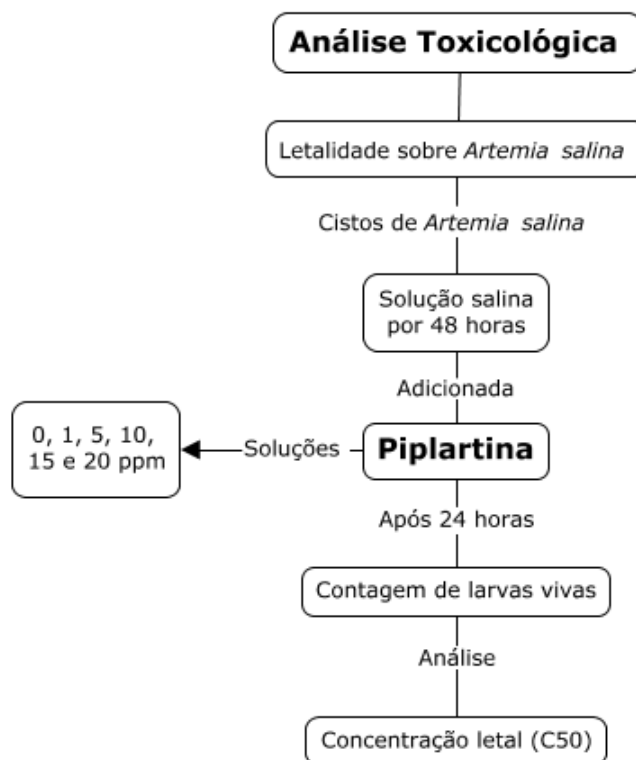 Análise Toxicológica
Letalidade sobre Artemia salina
Cistos de Artemia salina
Solução salina
por 48 horas
Adicionada
0, 1, 5, 10,
15 e 20 ppm
Soluções
Piplartina
Após 24 horas
Contagem de larvas vivas
Análise
Concentração letal (C50)